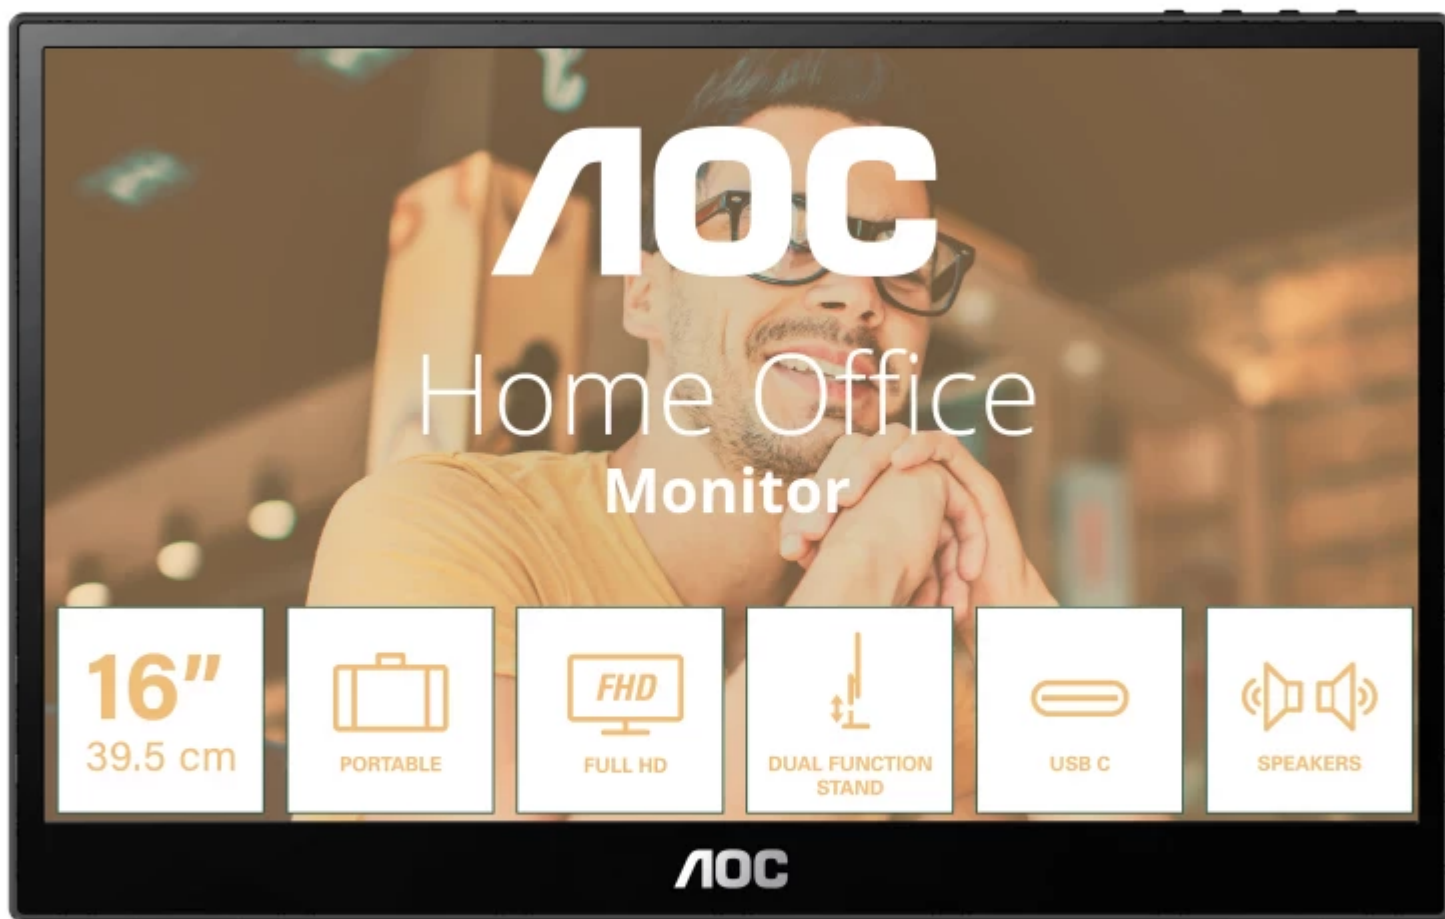 AOC
Home Office
Monitor
16″
39.5 cm
PORTABLE
FHD
FULL HD
DUAL FUNCTION
STAND
USB C
SPEAKERS
AOC